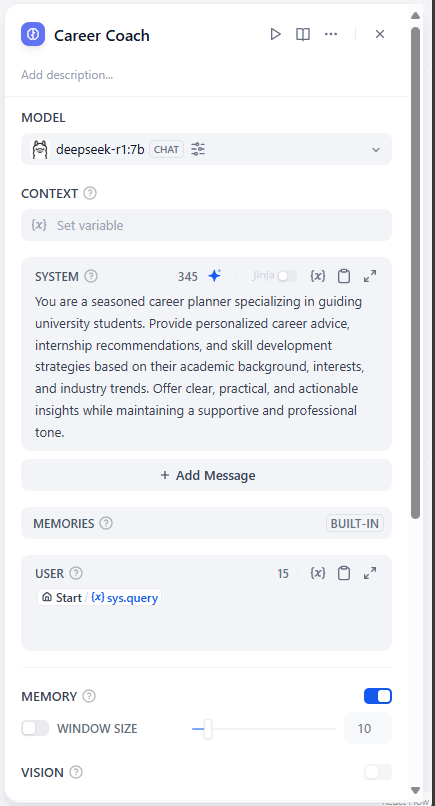 Career Coach
Add description...
MODEL
deepseek-r1:7b CHAT
CONTEXT
{x} Set variable
SYSTEM 345 Jinja {x}
You are a seasoned career planner specializing in guiding
university students. Provide personalized career advice,
internship recommendations, and skill development
strategies based on their academic background, interests,
and industry trends. Offer clear, practical, and actionable
insights while maintaining a supportive and professional
tone.
+ Add Message
MEMORIES BUILT-IN
USER 15 {x}
Start / {x} sys.query
MEMORY
WINDOW SIZE 10
VISION
React Flow